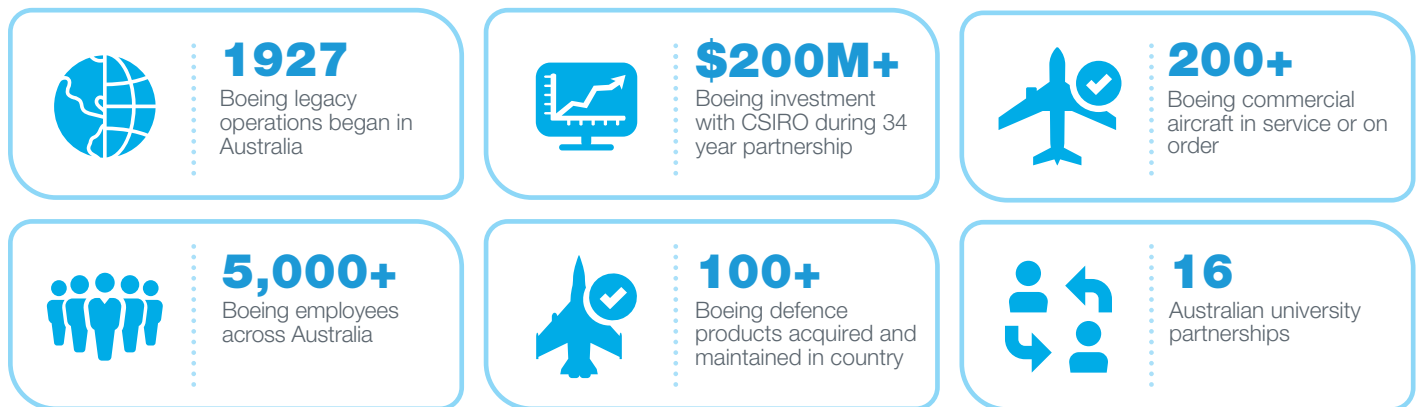 1927
Boeing legacy
operations began in
Australia
$200M+
Boeing investment
with CSIRO during 34
year partnership
200+
Boeing commercial
aircraft in service or on
order
5,000+
Boeing employees
across Australia
100+
Boeing defence
products acquired and
maintained in country
16
Australian university
partnerships